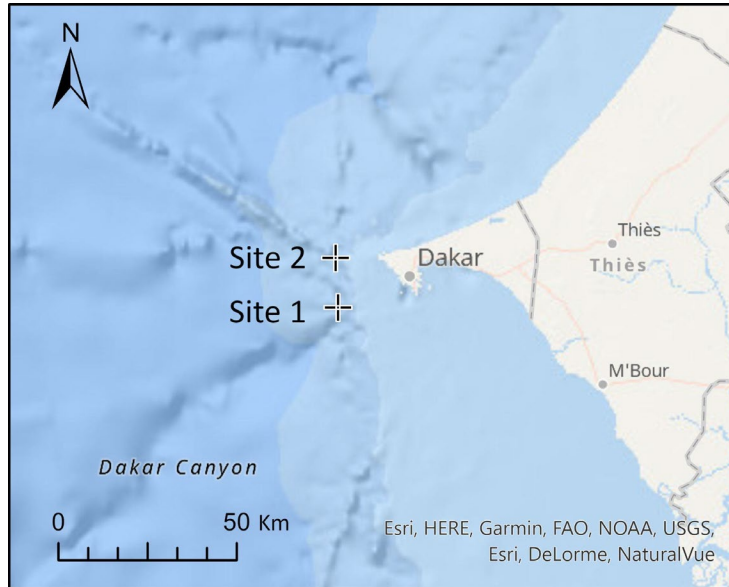 N
Thiès
Site 2
Dakar
Thiès
Site 1
M'Bour
Dakar Canyon
0
50 Km
Esri, HERE, Garmin, FAO, NOAA, USGS,
Esri, DeLorme, NaturalVue